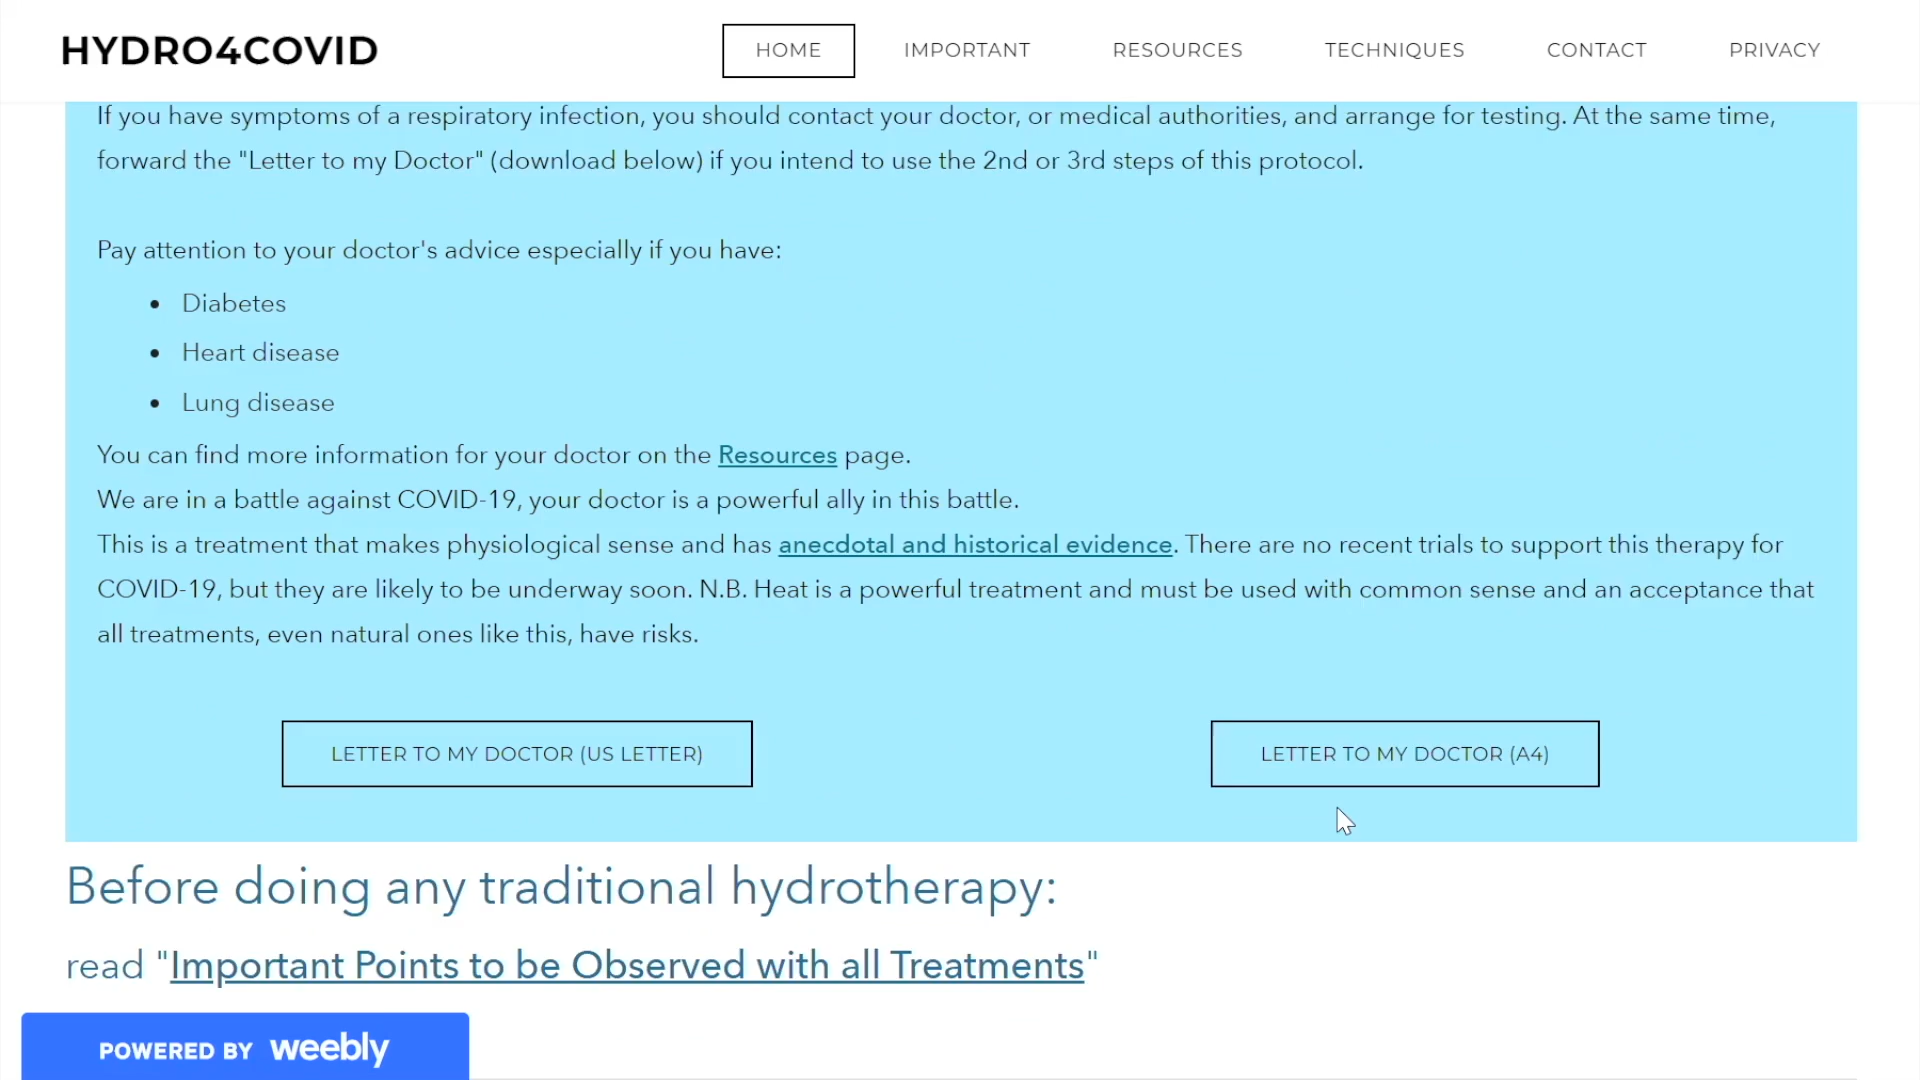 HYDRO4COVID
HOME
IMPORTANT
RESOURCES
TECHNIQUES
CONTACT
PRIVACY
If you have symptoms of a respiratory infection, you should contact your doctor, or medical authorities, and arrange for testing. At the same time,
forward the "Letter to my Doctor" (download below) if you intend to use the 2nd or 3rd steps of this protocol.
Pay attention to your doctor's advice especially if you have:
• Diabetes
• Heart disease
• Lung disease
You can find more information for your doctor on the Resources page.
We are in a battle against COVID-19, your doctor is a powerful ally in this battle.
This is a treatment that makes physiological sense and has anecdotal and historical evidence. There are no recent trials to support this therapy for
COVID-19, but they are likely to be underway soon. N.B. Heat is a powerful treatment and must be used with common sense and an acceptance that
all treatments, even natural ones like this, have risks.
LETTER TO MY DOCTOR (US LETTER)
LETTER TO MY DOCTOR (A4)
Before doing any traditional hydrotherapy:
read "Important Points to be Observed with all Treatments"
POWERED BY weebly